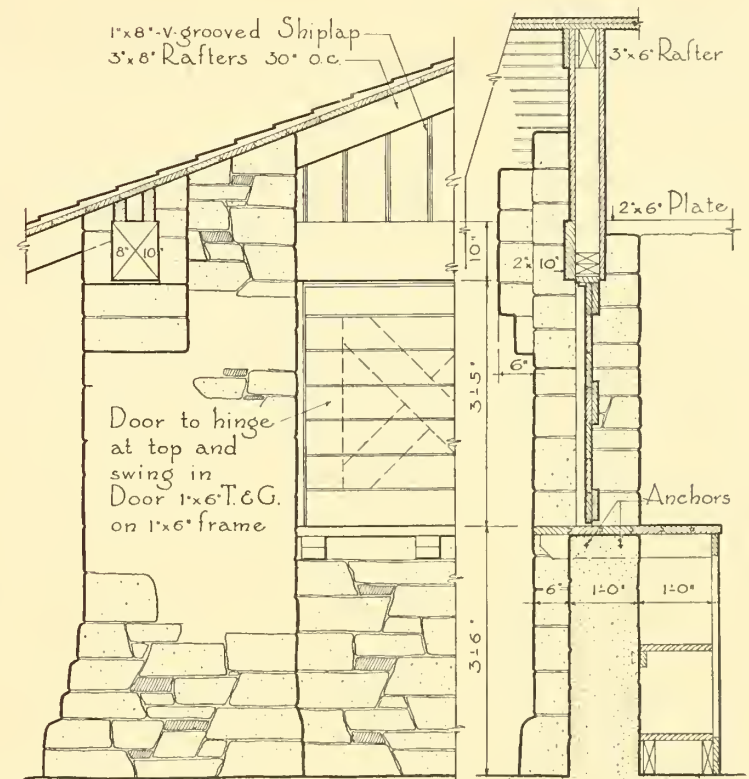 1"x8"-V-grooved Shiplap
3"x8" Rafters 30" o.c.
3"x6" Rafter
2"x6" Plate
8" 10"
10"
2"x10"
6"
3'-5"
Door to hinge
at top and
swing in
Door 1"x6" T.&G.
on 1"x6" frame
Anchors
6" 1'-0" 1'-0"
3'-6"